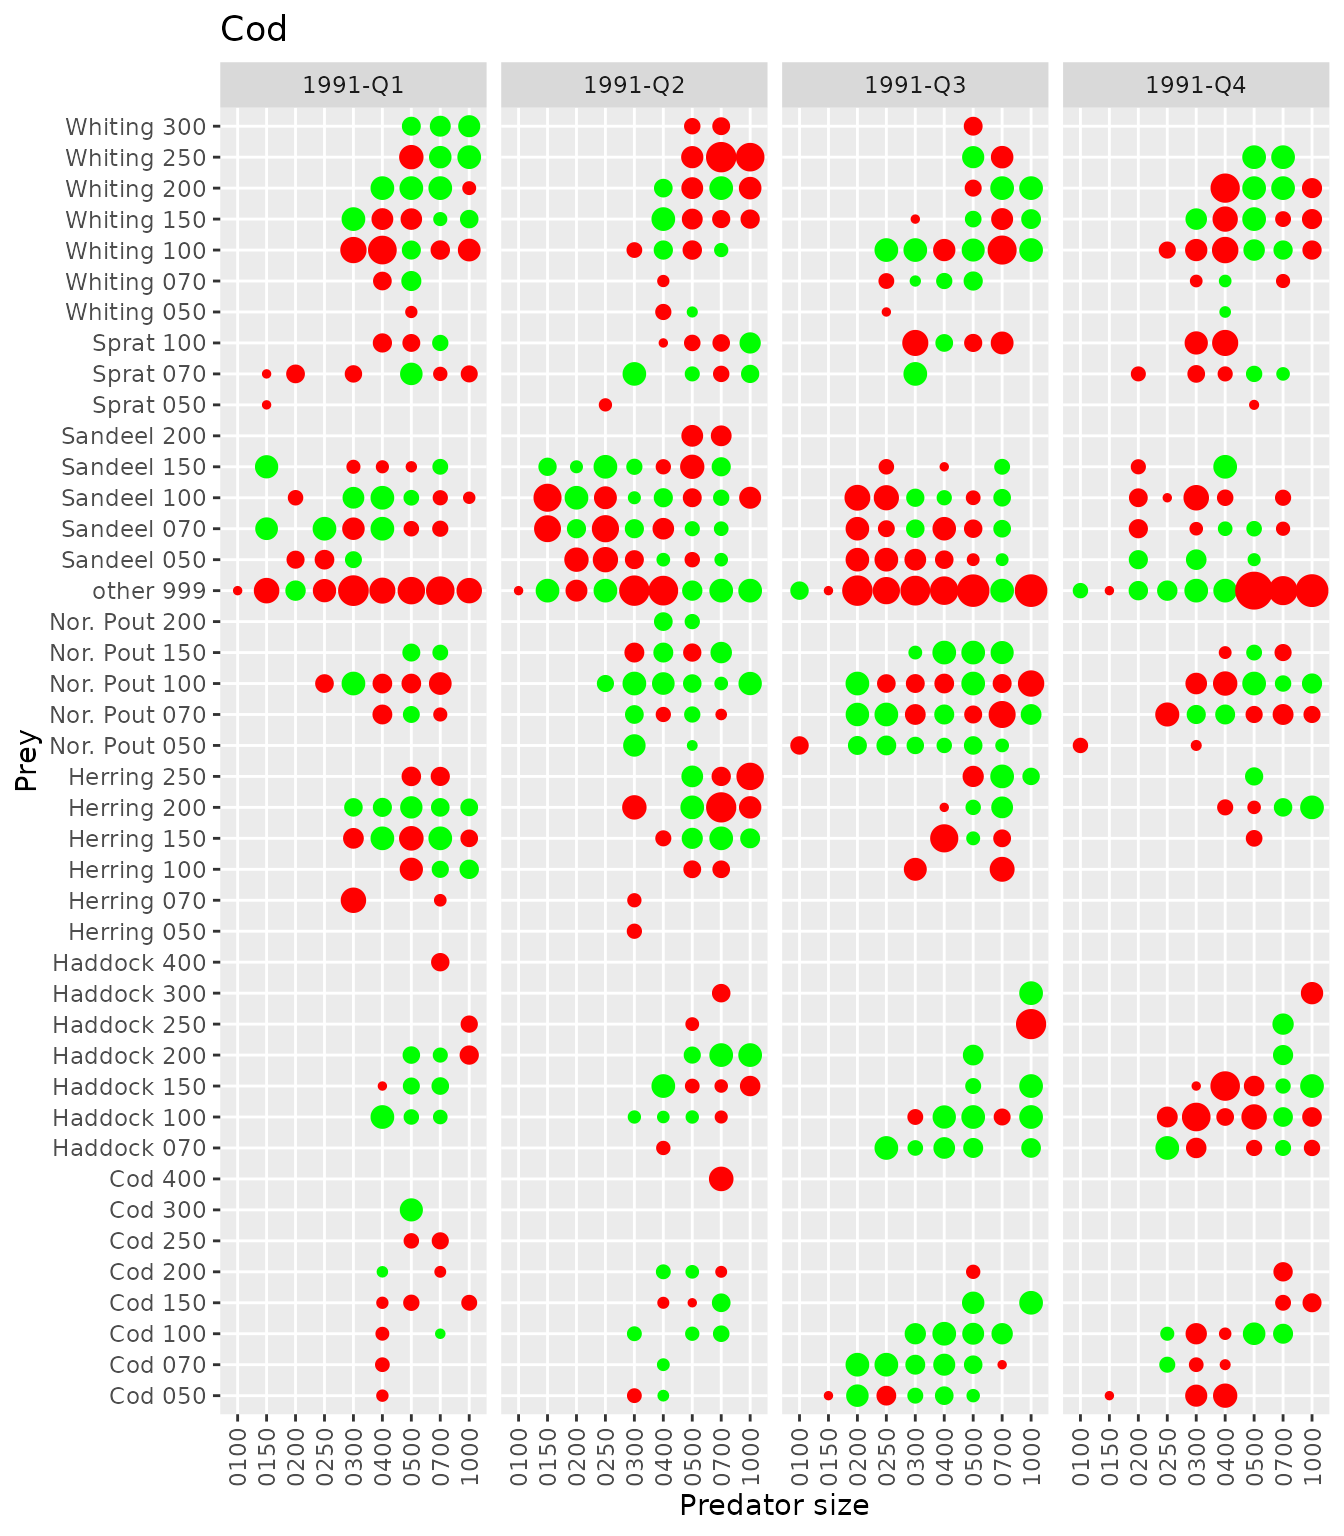 Cod
1991-Q1 1991-Q2 1991-Q3 1991-Q4
Prey
Whiting 300
Whiting 250
Whiting 200
Whiting 150
Whiting 100
Whiting 070
Whiting 050
Sprat 100
Sprat 070
Sprat 050
Sandeel 200
Sandeel 150
Sandeel 100
Sandeel 070
Sandeel 050
other 999
Nor. Pout 200
Nor. Pout 150
Nor. Pout 100
Nor. Pout 070
Nor. Pout 050
Herring 250
Herring 200
Herring 150
Herring 100
Herring 070
Herring 050
Haddock 400
Haddock 300
Haddock 250
Haddock 200
Haddock 150
Haddock 100
Haddock 070
Cod 400
Cod 300
Cod 250
Cod 200
Cod 150
Cod 100
Cod 070
Cod 050
0100 0150 0200 0250 0300 0400 0500 0700 1000 0100 0150 0200 0250 0300 0400 0500 0700 1000 0100 0150 0200 0250 0300 0400 0500 0700 1000 0100 0150 0200 0250 0300 0400 0500 0700 1000
Predator size